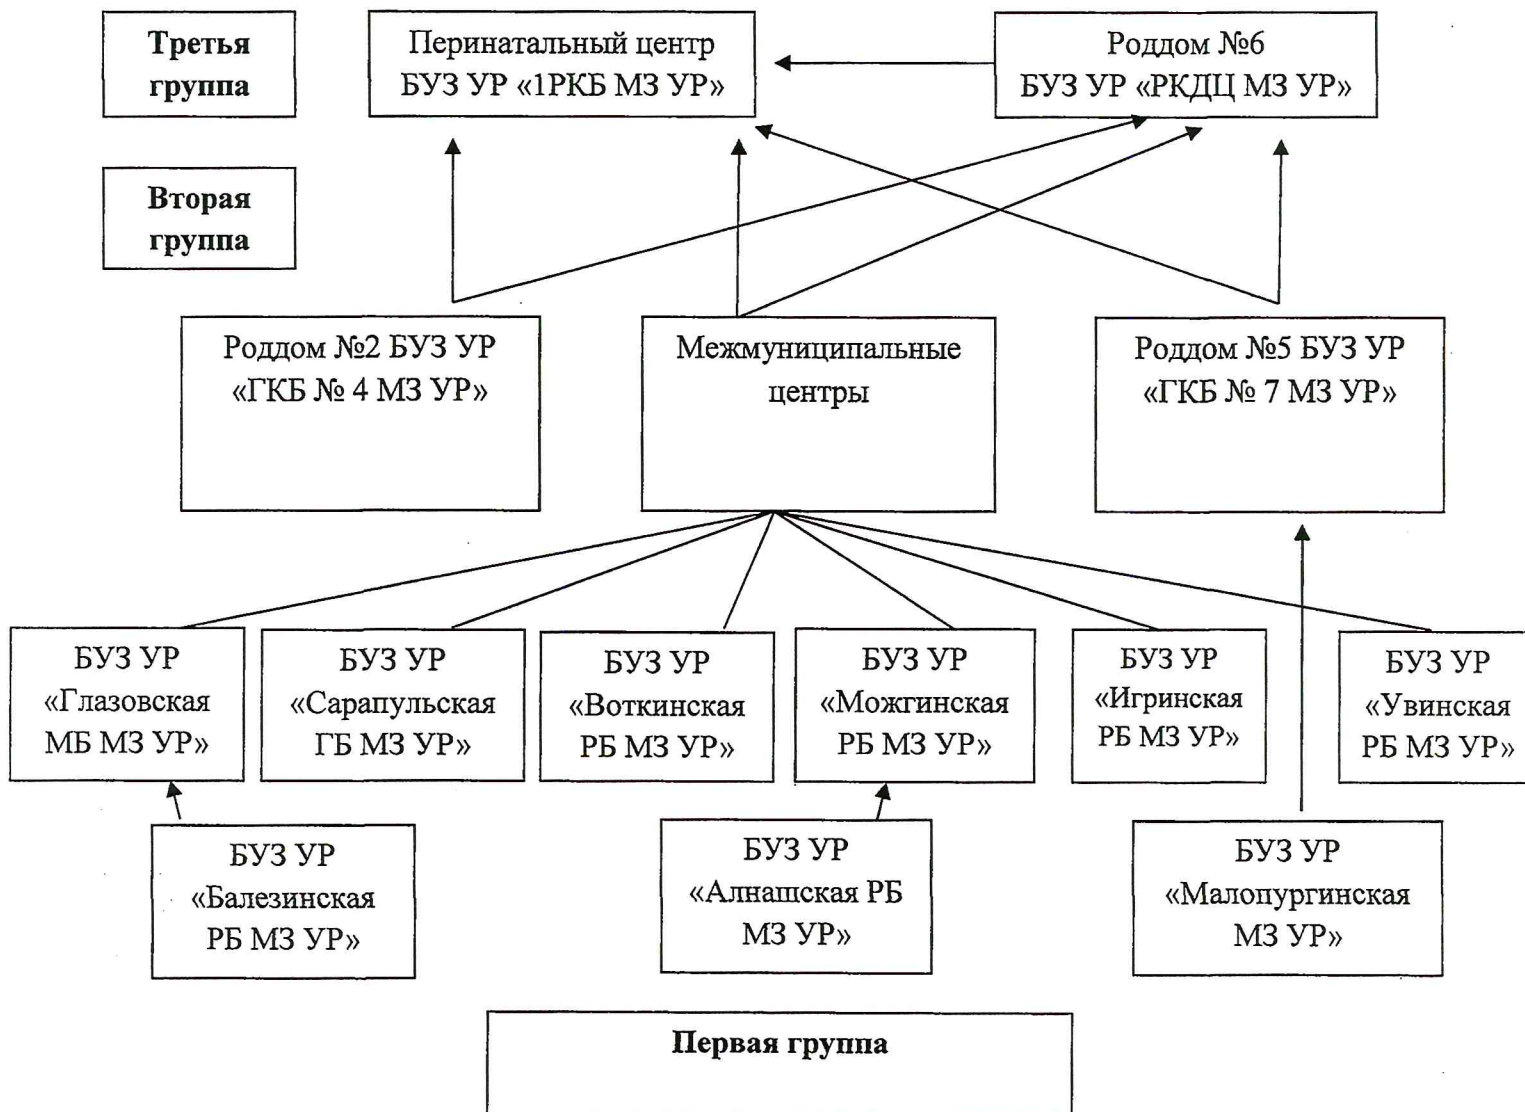 Третья
группа
Перинатальный центр
БУЗ УР «1РКБ МЗ УР»
Роддом №6
БУЗ УР «РКДЦ МЗ УР»
Вторая
группа
Роддом №2 БУЗ УР
«ГКБ № 4 МЗ УР»
Межмуниципальные
центры
Роддом №5 БУЗ УР
«ГКБ № 7 МЗ УР»
БУЗ УР
«Глазовская
МБ МЗ УР»
БУЗ УР
«Сарапульская
ГБ МЗ УР»
БУЗ УР
«Воткинская
РБ МЗ УР»
БУЗ УР
«Можгинская
РБ МЗ УР»
БУЗ УР
«Игринская
РБ МЗ УР»
БУЗ УР
«Увинская
РБ МЗ УР»
БУЗ УР
«Балезинская
РБ МЗ УР»
БУЗ УР
«Алнашская РБ
МЗ УР»
БУЗ УР
«Малопургинская
МЗ УР»
Первая группа